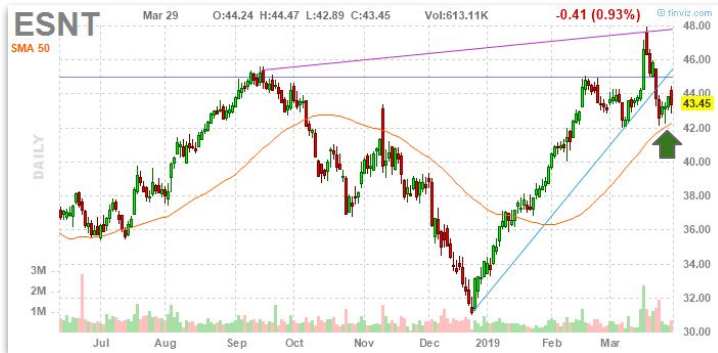 ESNT Mar 29 O:44.24 H:44.47 L:42.89 C:43.45 Vol:613.11K -0.41 (0.93%) © finviz.com
SMA 50
DAILY
48.00
46.00
44.00
43.45
42.00
40.00
38.00
36.00
34.00
32.00
30.00
3M
2M
1M
Jul Aug Sep Oct Nov Dec 2019 Feb Mar